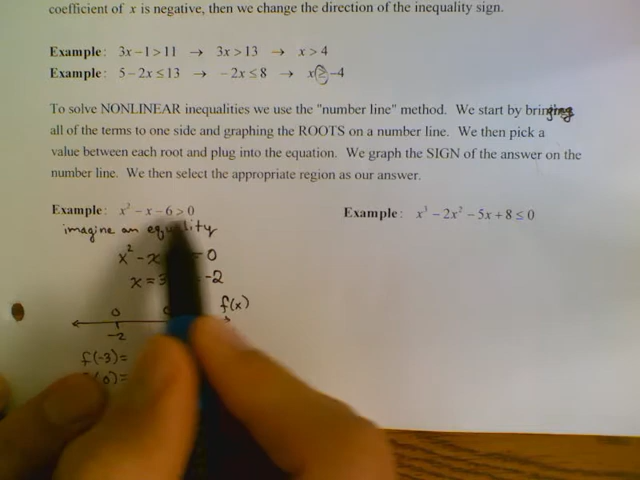 coefficient of x is negative, then we change the direction of the inequality sign.
Example: 3x-1>11 → 3x>13 → x>4
Example: 5-2x≤13 → -2x≤8 → x≥-4
To solve NONLINEAR inequalities we use the "number line" method. We start by bringing
all of the terms to one side and graphing the ROOTS on a number line. We then pick a
value between each root and plug into the equation. We graph the SIGN of the answer on the
number line. We then select the appropriate region as our answer.
Example: x²-x-6>0
Example: x³-2x²-5x+8≤0
imagine an equality
x²-x =0
x=3 -2
f(x)
0
-2
f(-3)=
(0)=